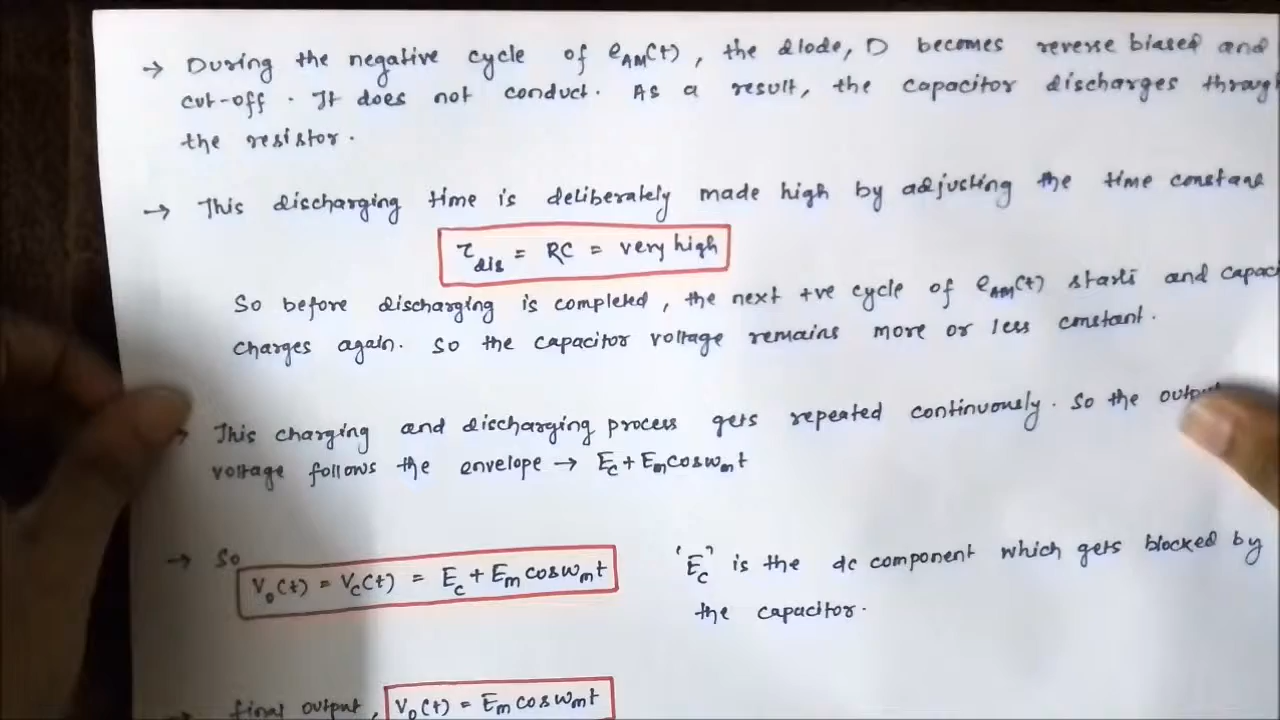 → During the negative cycle of e_AM(t), the diode, D becomes reverse biased and
cut-off. It does not conduct. As a result, the capacitor discharges
the resistor.
→ This discharging time is deliberately made high by adjusting the time constant
τ_dis = RC = very high
So before discharging is completed, the next +ve cycle of e_AM(t) starts and
charges again. So the capacitor voltage remains more or less constant.
This charging and discharging process gets repeated continuously. So the
voltage follows the envelope → E_c + E_m cos ω_m t
→ So
V_o(t) = V_c(t) = E_c + E_m cos ω_m t
'E_c' is the dc component which gets blocked by
the capacitor.
→ final output, V_o(t) = E_m cos ω_m t